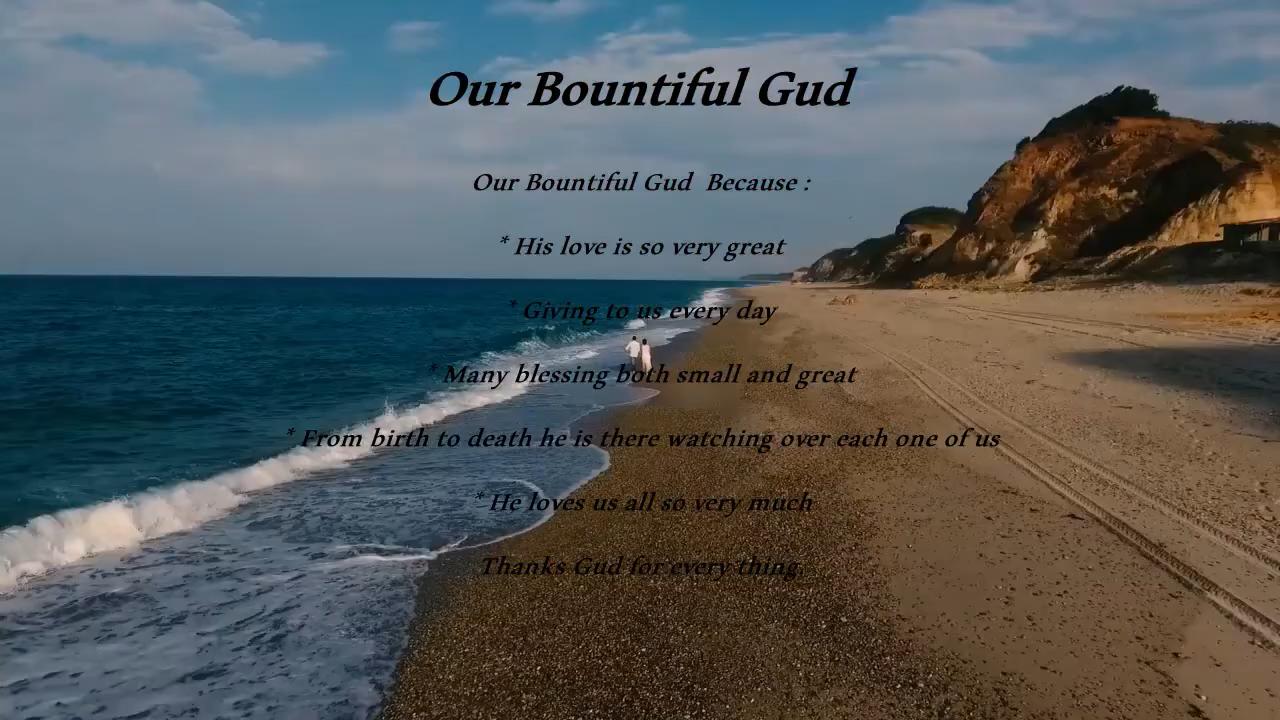 Our Bountiful Gud
Our Bountiful Gud Because :
* His love is so very great
* Giving to us every day
* Many blessing both small and great
* From birth to death he is there watching over each one of us
* He loves us all so very much
Thanks Gud for every thing.